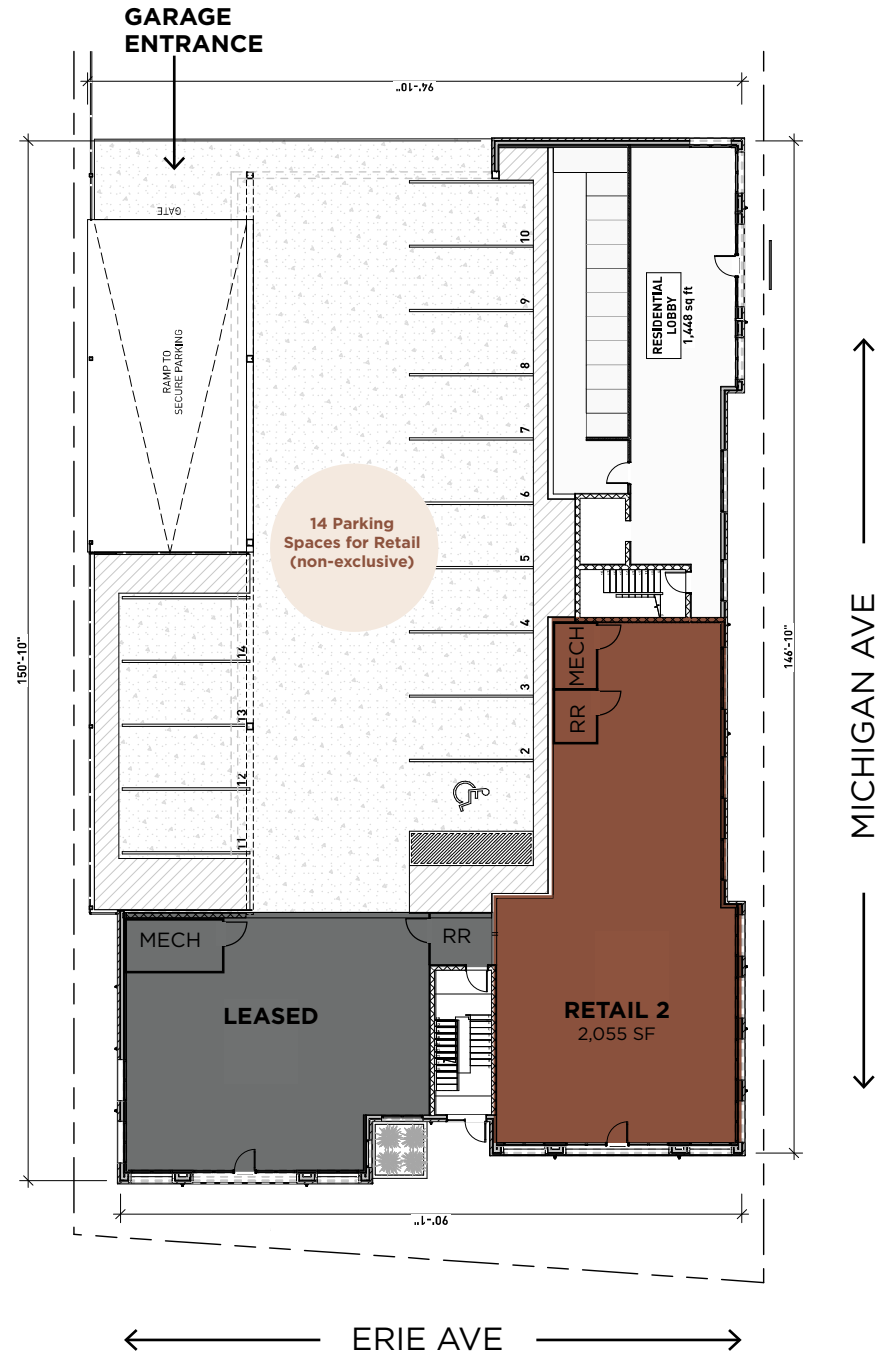 GARAGE
ENTRANCE
94'-10"
GATE
RAMP TO
SECURE PARKING
10
9
8
7
6
5
4
3
2
14
13
12
11
14 Parking
Spaces for Retail
(non-exclusive)
RESIDENTIAL
LOBBY
1,448 sq ft
150'-10"
146'-10"
MICHIGAN AVE
MECH
RR
MECH
RR
LEASED
RETAIL 2
2,055 SF
90'-1"
ERIE AVE